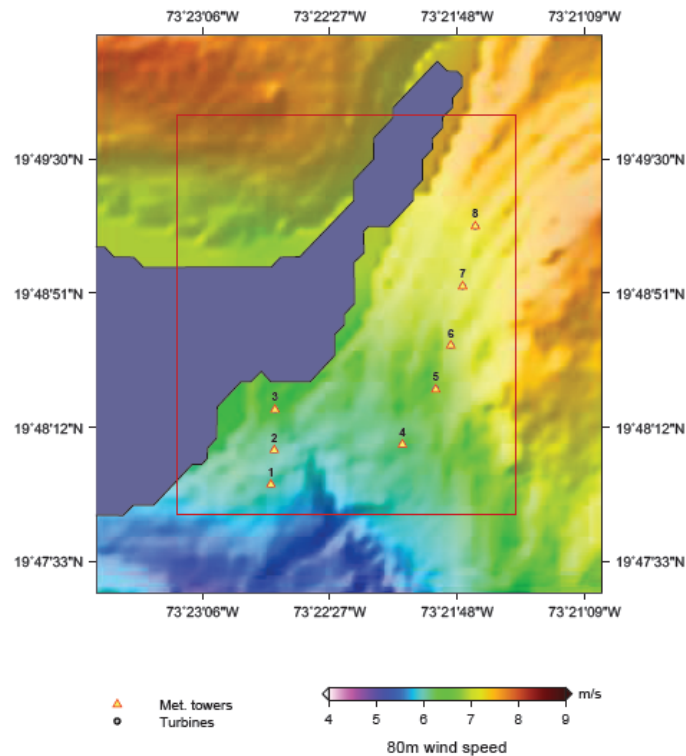 73°23'06"W 73°22'27"W 73°21'48"W 73°21'09"W
19°49'30"N 19°49'30"N
8
7
19°48'51"N 19°48'51"N
6
5
3
19°48'12"N 4 19°48'12"N
2
1
19°47'33"N 19°47'33"N
73°23'06"W 73°22'27"W 73°21'48"W 73°21'09"W
Met. towers
Turbines
m/s
4 5 6 7 8 9
80m wind speed